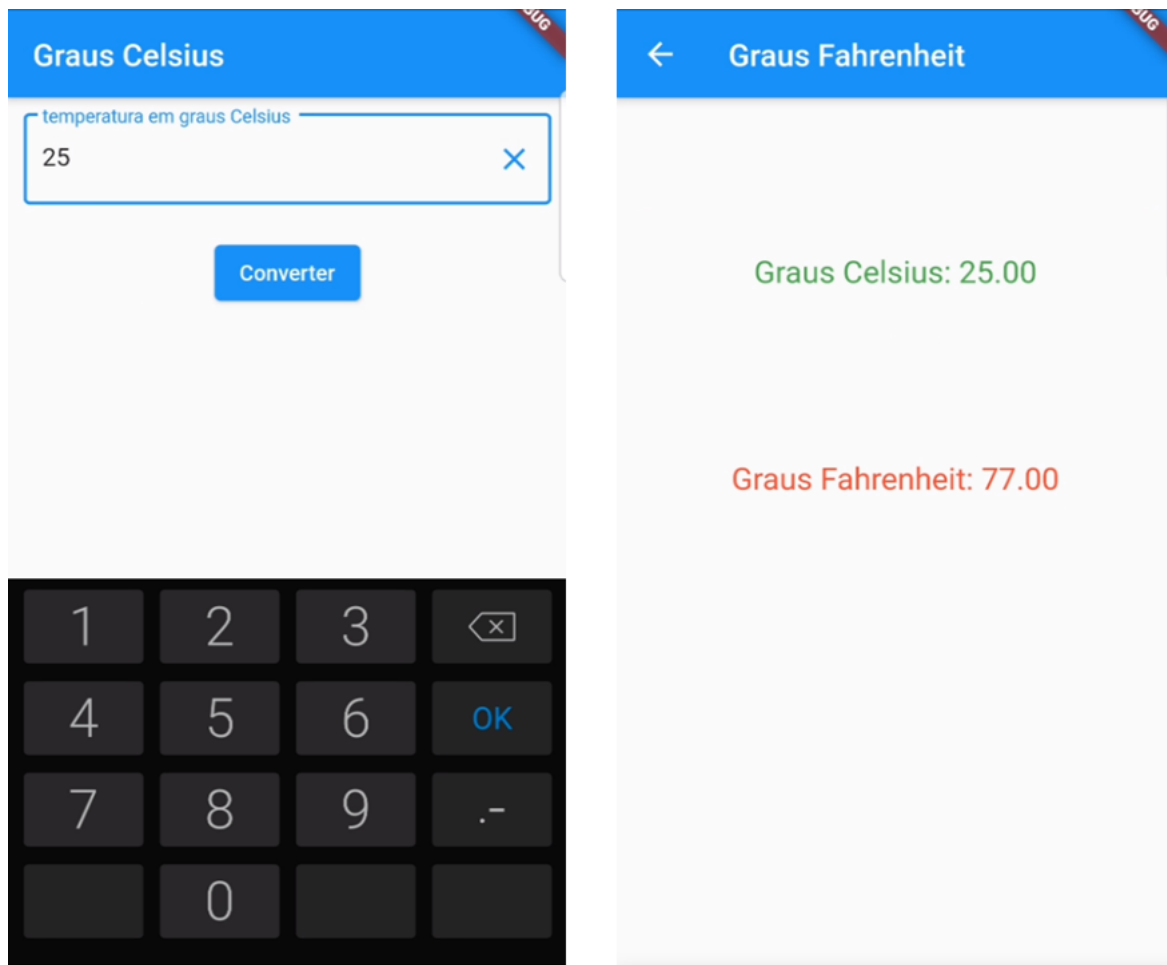 Graus Celsius
temperatura em graus Celsius
25
Converter
1 2 3
4 5 6 OK
7 8 9 .-
0
Graus Fahrenheit
Graus Celsius: 25.00
Graus Fahrenheit: 77.00